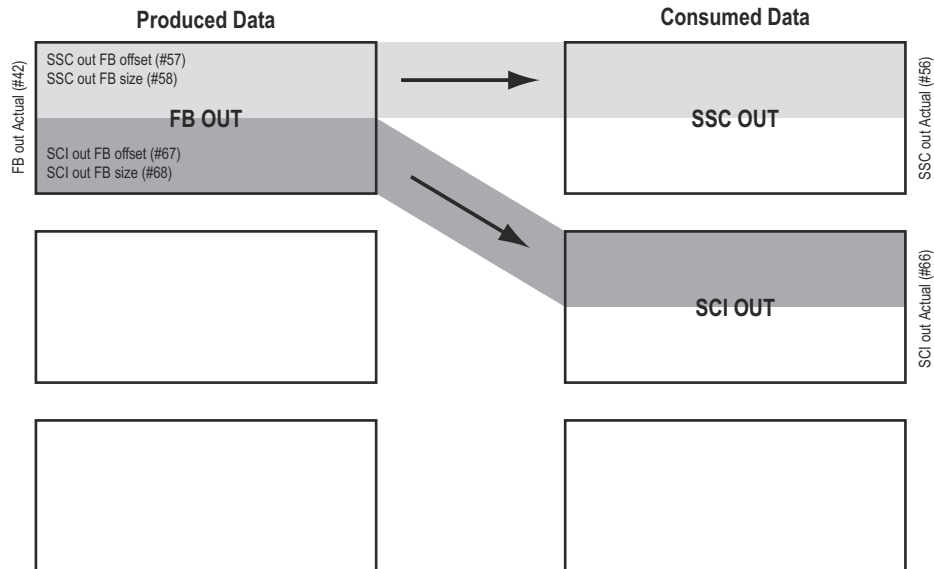 Produced Data
Consumed Data
FB out Actual (#42)
SSC out FB offset (#57)
SSC out FB size (#58)
FB OUT
SCI out FB offset (#67)
SCI out FB size (#68)
SSC OUT
SSC out Actual (#56)
SCI OUT
SCI out Actual (#66)